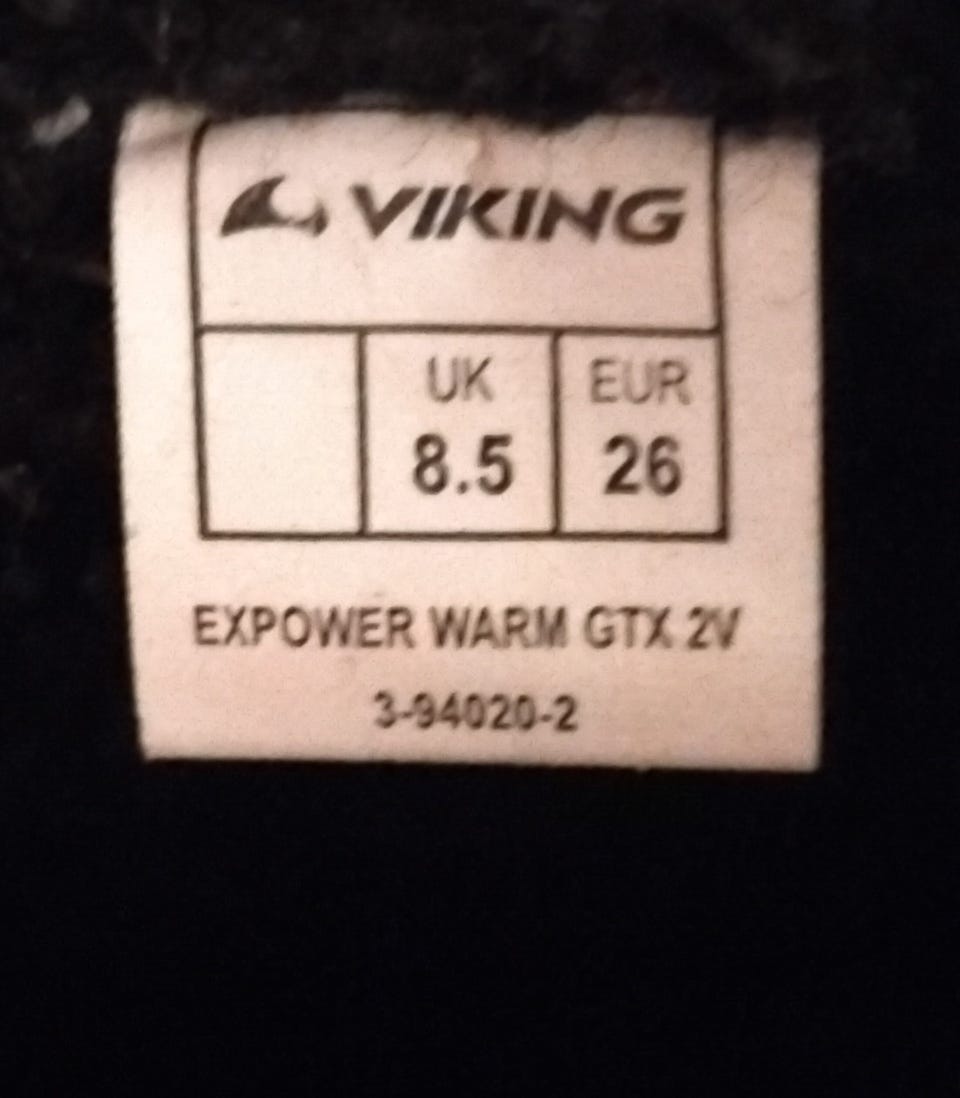 VIKING
UK EUR
8.5 26
EXPOWER WARM GTX 2V
3-94020-2